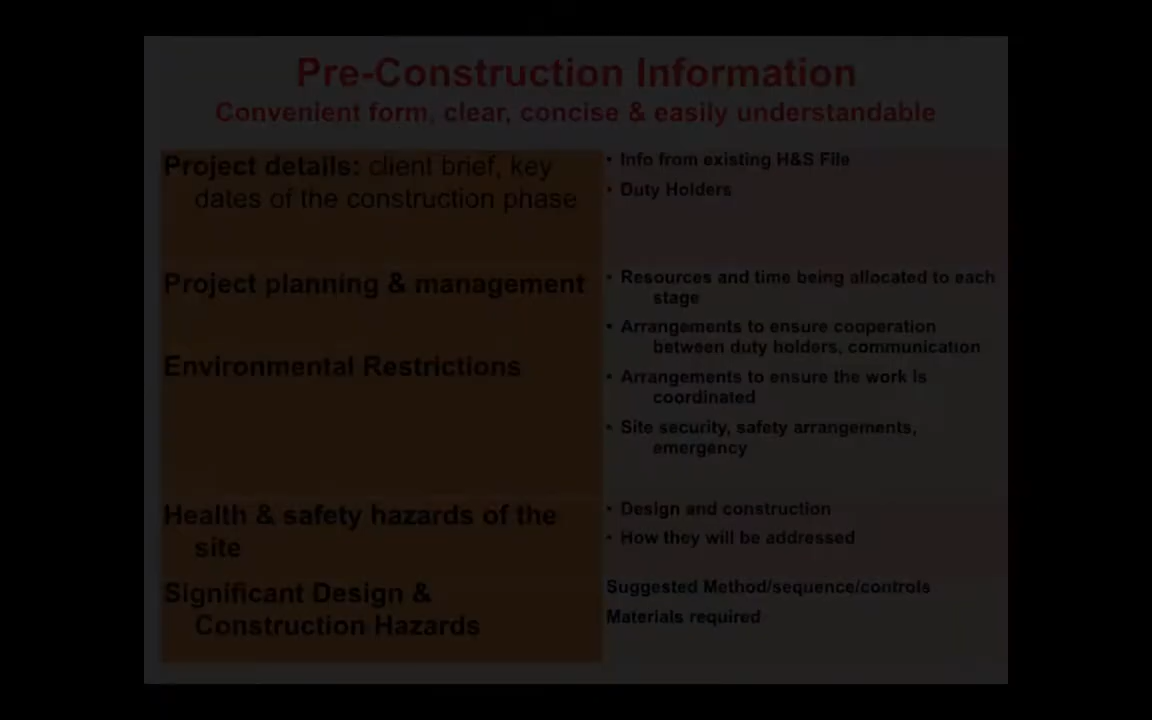 Pre-Construction Information
Convenient form, clear, concise & easily understandable
Project details: client brief, key
dates of the construction phase
• Info from existing H&S File
• Duty Holders
Project planning & management
Environmental Restrictions
• Resources and time being allocated to each
stage
• Arrangements to ensure cooperation
between duty holders, communication
• Arrangements to ensure the work is
coordinated
• Site security, safety arrangements,
emergency
Health & safety hazards of the
site
• Design and construction
• How they will be addressed
Significant Design &
Construction Hazards
Suggested Method/sequence/controls
Materials required